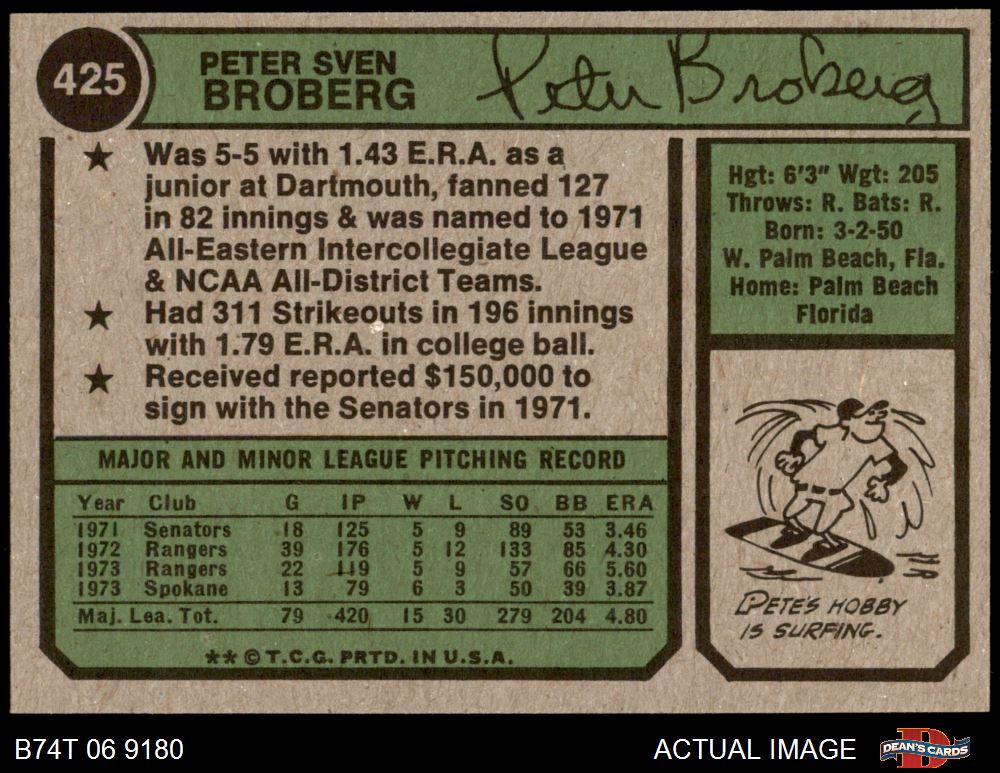 425
PETER SVEN
BROBERG
Peter Broberg
★ Was 5-5 with 1.43 E.R.A. as a
junior at Dartmouth, fanned 127
in 82 innings & was named to 1971
All-Eastern Intercollegiate League
& NCAA All-District Teams.
★ Had 311 Strikeouts in 196 innings
with 1.79 E.R.A. in college ball.
★ Received reported $150,000 to
sign with the Senators in 1971.
Hgt: 6'3" Wgt: 205
Throws: R. Bats: R.
Born: 3-2-50
W. Palm Beach, Fla.
Home: Palm Beach
Florida
MAJOR AND MINOR LEAGUE PITCHING RECORD
Year Club G IP W L SO BB ERA
1971 Senators 18 125 5 9 89 53 3.46
1972 Rangers 39 176 5 12 133 85 4.30
1973 Rangers 22 119 5 9 57 66 5.60
1973 Spokane 13 79 6 3 50 39 3.87
Maj. Lea. Tot. 79 420 15 30 279 204 4.80
** © T.C.G. PRTD. IN U.S.A.
PETE'S HOBBY
IS SURFING.
B74T 06 9180
ACTUAL IMAGE
DEAN'S CARDS